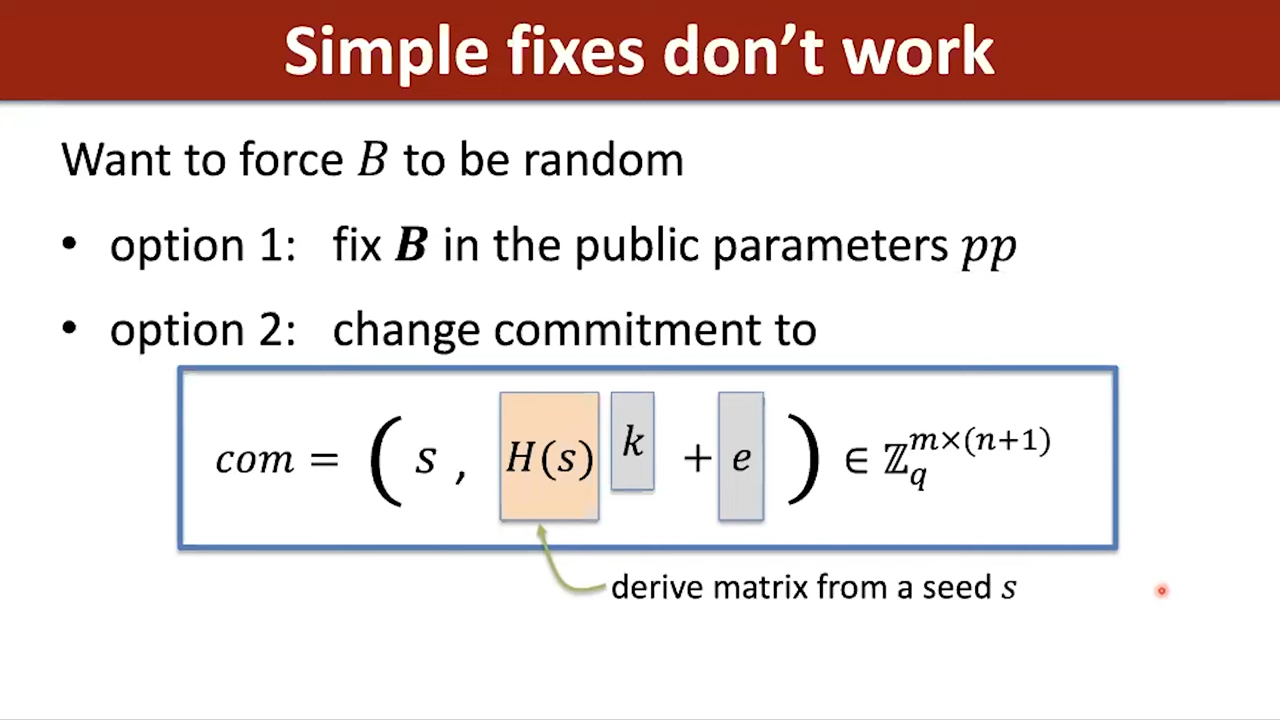 Simple fixes don't work
Want to force B to be random
• option 1: fix B in the public parameters pp
• option 2: change commitment to
com = ( s , H(s) k + e ) ∈ ℤ_q^{m×(n+1)}
derive matrix from a seed s